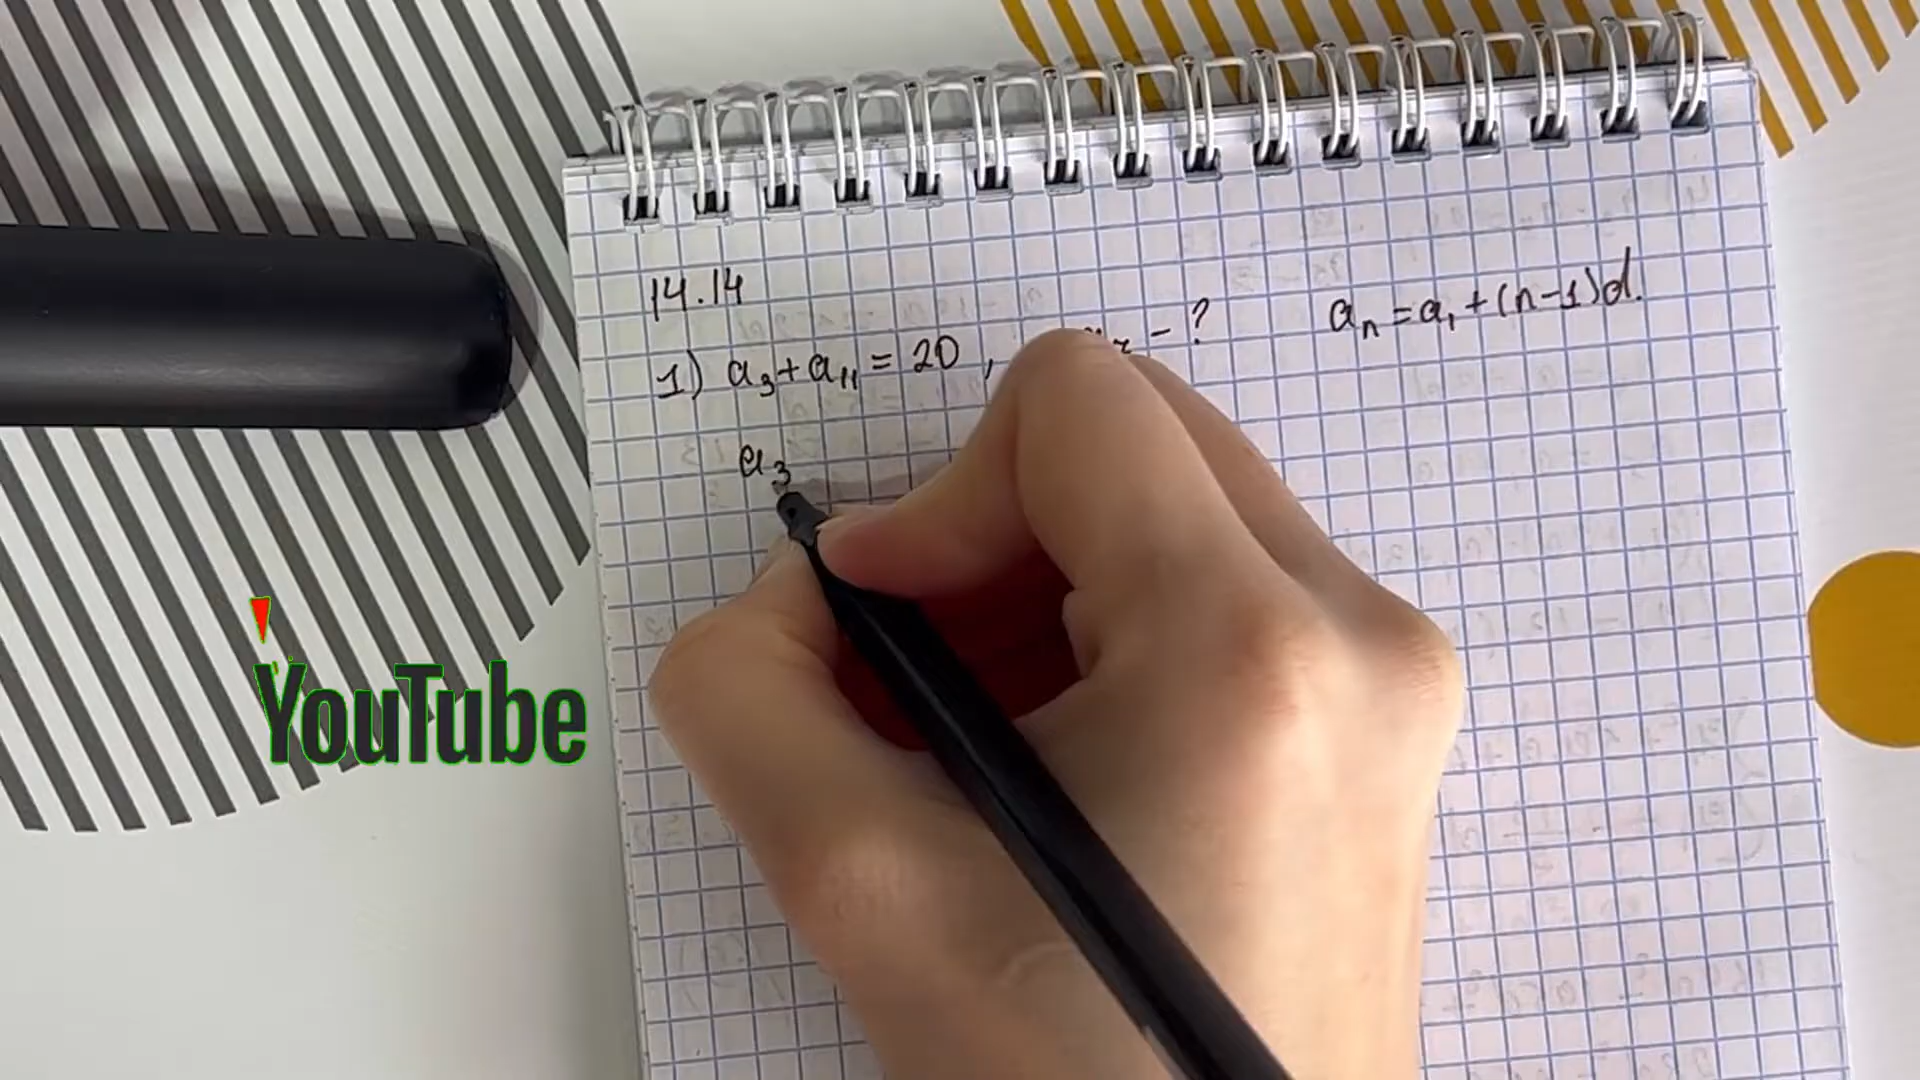 14.14
1) a₃ + a₁₁ = 20 , – ?
aₙ = a₁ + (n-1)d.
a₃
YouTube